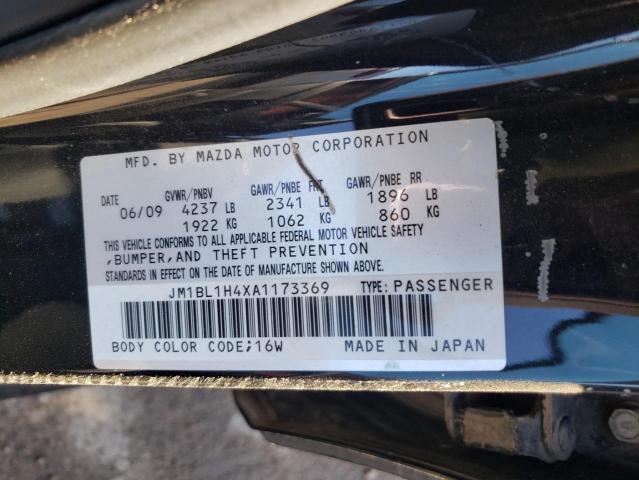 MFD. BY MAZDA MOTOR CORPORATION
GVWR/PNBV GAWR/PNBE FRT GAWR/PNBE RR
DATE 06/09 4237 LB 2341 LB 1896 LB
1922 KG 1062 KG 860 KG
THIS VEHICLE CONFORMS TO ALL APPLICABLE FEDERAL MOTOR VEHICLE SAFETY
,BUMPER,AND THEFT PREVENTION
STANDARDS IN EFFECT ON THE DATE OF MANUFACTURE SHOWN ABOVE.
JM1BL1H4XA1173369 TYPE:PASSENGER
BODY COLOR CODE;16W MADE IN JAPAN